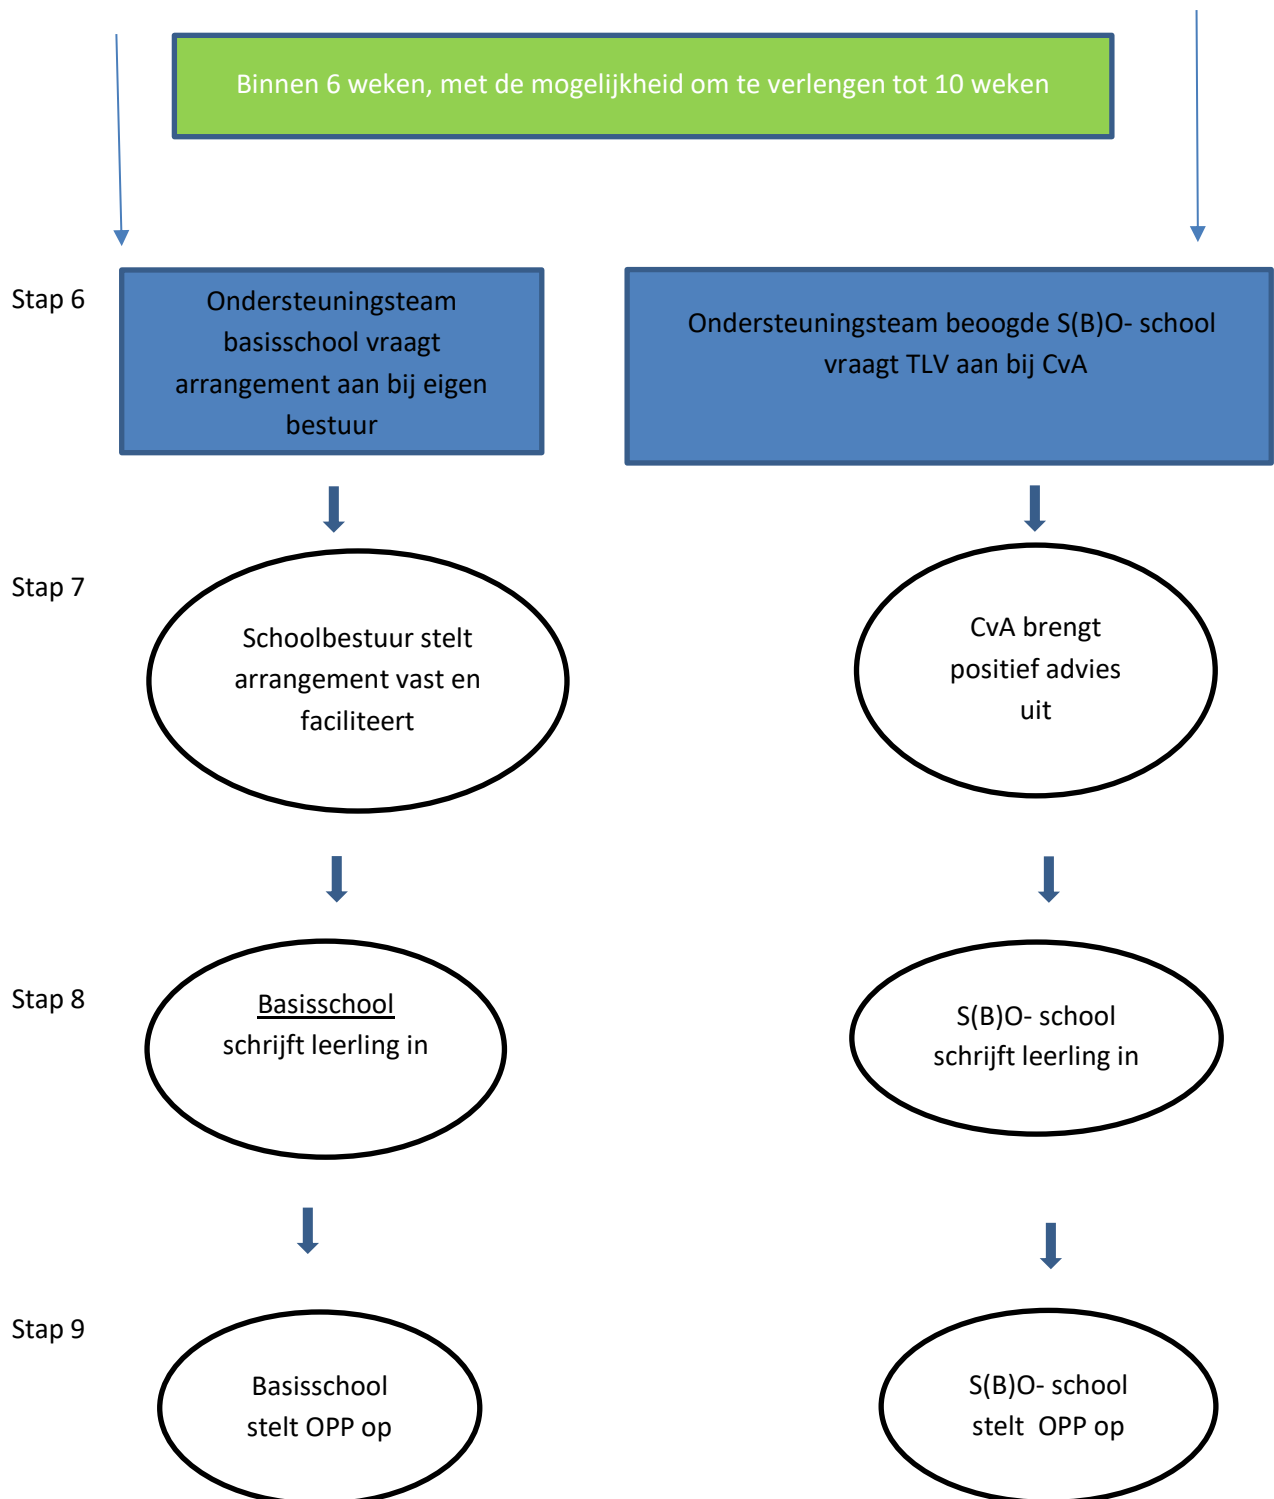 Binnen 6 weken, met de mogelijkheid om te verlengen tot 10 weken
Stap 6
Ondersteuningsteam
basisschool vraagt
arrangement aan bij eigen
bestuur
Ondersteuningsteam beoogde S(B)O- school
vraagt TLV aan bij CvA
Stap 7
Schoolbestuur stelt
arrangement vast en
faciliteert
CvA brengt
positief advies
uit
Stap 8
Basisschool
schrijft leerling in
S(B)O- school
schrijft leerling in
Stap 9
Basisschool
stelt OPP op
S(B)O- school
stelt  OPP op